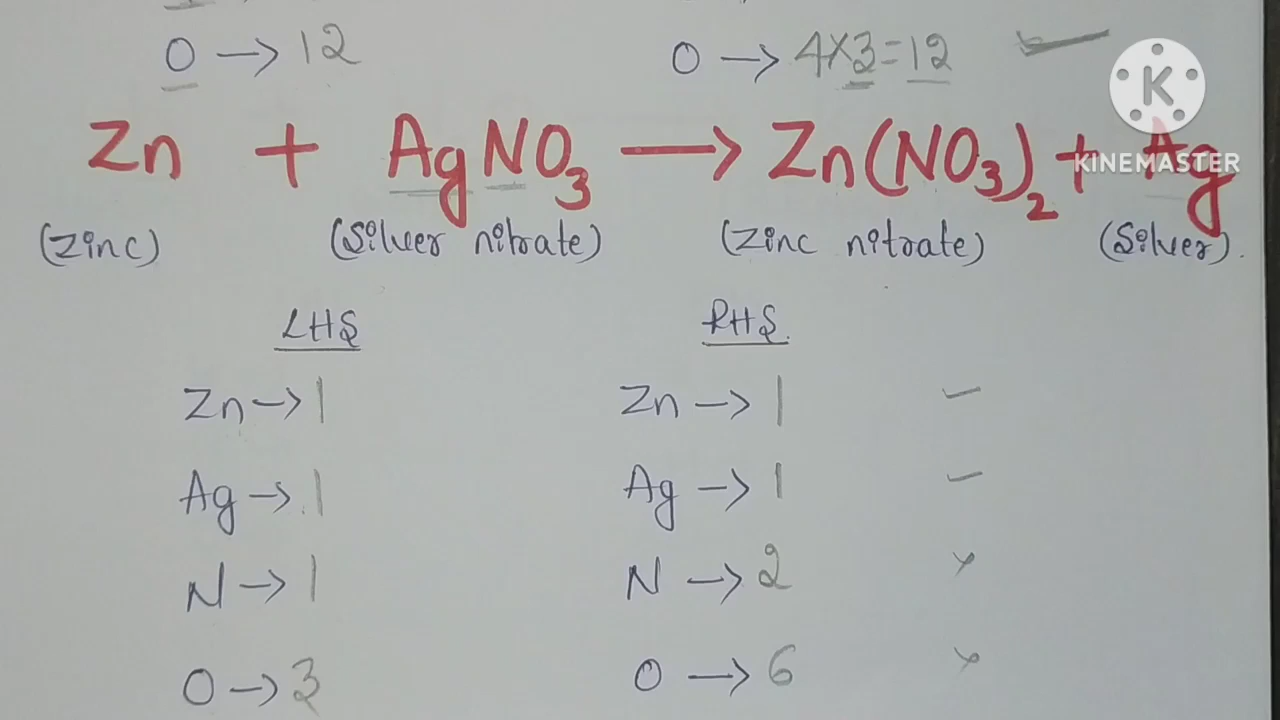 O → 12 O → 4×3=12
K
KINEMASTER
Zn + AgNO₃ → Zn(NO₃)₂ + Ag
(Zinc) (Silver nitrate) (Zinc nitrate) (Silver).
LHS RHS.
Zn → 1 Zn → 1 –
Ag → 1 Ag → 1 –
N → 1 N → 2 ×
O → 3 O → 6 ×